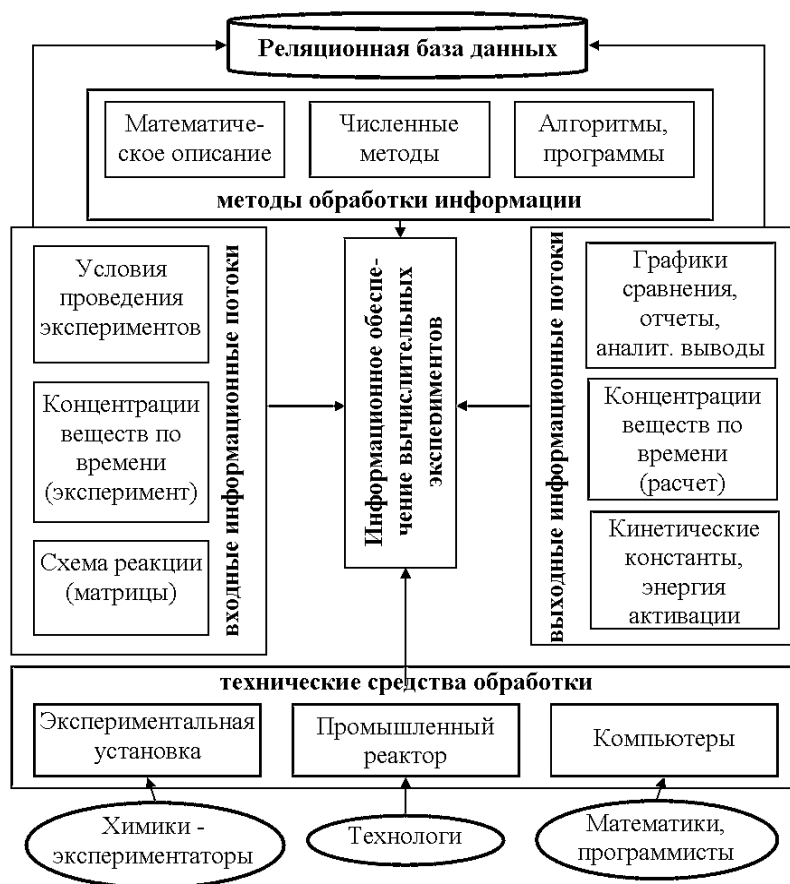 Реляционная база данных
Математиче-
ское описание
Численные
методы
Алгоритмы,
программы
методы обработки информации
Условия
проведения
экспериментов
Концентрации
веществ по
времени
(эксперимент)
Схема реакции
(матрицы)
входные информационные потоки
Информационное обеспе-
чение вычислительных
экспериментов
выходные информационные потоки
Графики
сравнения,
отчеты,
аналит. выводы
Концентрации
веществ по
времени
(расчет)
Кинетические
константы,
энергия
активации
технические средства обработки
Экспериментальная
установка
Промышленный
реактор
Компьютеры
Химики -
экспериментаторы
Технологи
Математики,
программисты